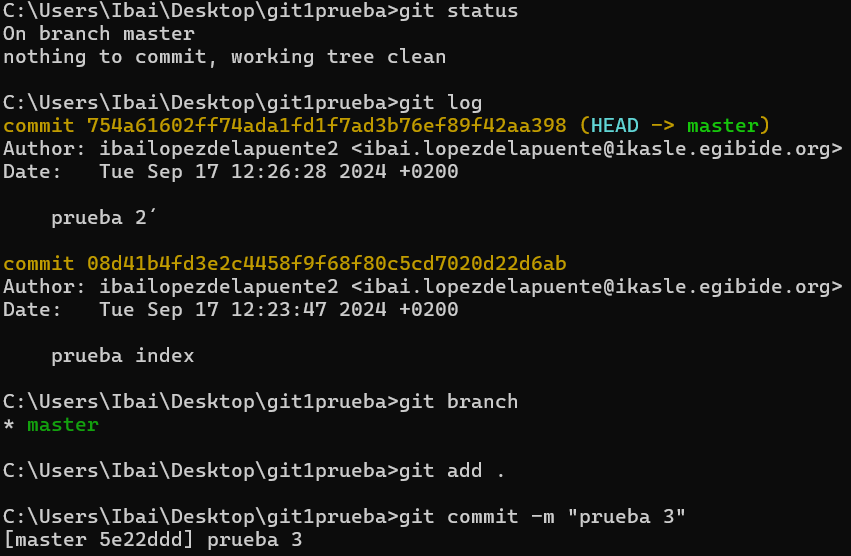 C:\Users\Ibai\Desktop\git1prueba>git status
On branch master
nothing to commit, working tree clean
C:\Users\Ibai\Desktop\git1prueba>git log
commit 754a61602ff74ada1fd1f7ad3b76ef89f42aa398 (HEAD -> master)
Author: ibailopezdelapuente2 <ibai.lopezdelapuente@ikasle.egibide.org>
Date:   Tue Sep 17 12:26:28 2024 +0200
    prueba 2´
commit 08d41b4fd3e2c4458f9f68f80c5cd7020d22d6ab
Author: ibailopezdelapuente2 <ibai.lopezdelapuente@ikasle.egibide.org>
Date:   Tue Sep 17 12:23:47 2024 +0200
    prueba index
C:\Users\Ibai\Desktop\git1prueba>git branch
* master
C:\Users\Ibai\Desktop\git1prueba>git add .
C:\Users\Ibai\Desktop\git1prueba>git commit -m "prueba 3"
[master 5e22ddd] prueba 3